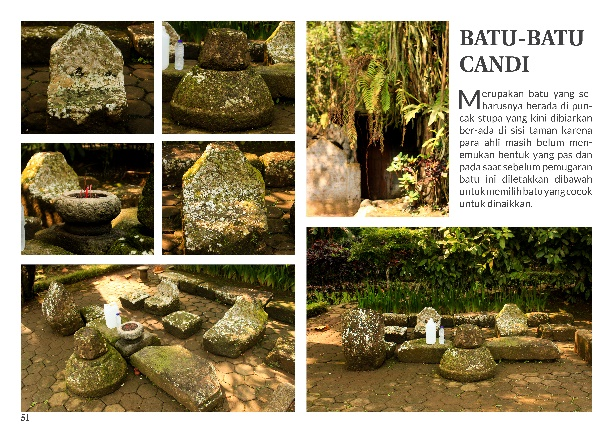 BATU-BATU
CANDI
Merupakan batu yang se-
harusnya berada di pun-
cak stupa yang kini dibiarkan
ber-ada di sisi taman karena
para ahli masih belum men-
emukan bentuk yang pas dan
pada saat sebelum pemugaran
batu ini diletakkan dibawah
untuk memilih batu yang cocok
untuk dinaikkan.
51